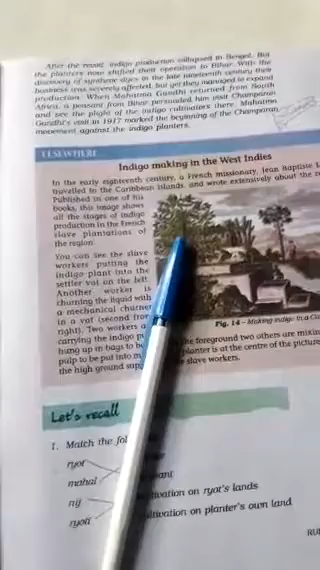 After the revolt, indigo production collapsed in Bengal. But
the planters now shifted their operation to Bihar. With the
discovery of synthetic dyes in the late nineteenth century their
business was severely affected, but yet they managed to expand
production. When Mahatma Gandhi returned from South
Africa, a peasant from Bihar persuaded him to visit Champaran
and see the plight of the indigo cultivators there. Mahatma
Gandhi's visit in 1917 marked the beginning of the Champaran
movement against the indigo planters.
ELSEWHERE
Indigo making in the West Indies
In the early eighteenth century, a French missionary, Jean Baptiste
travelled to the Caribbean islands, and wrote extensively about the
Published in one of his
books, this image shows
all the stages of indigo
production in the French
slave plantations of
the region.
You can see the slave
workers putting the
indigo plant into the
settler vat on the left.
Another worker is
churning the liquid with
a mechanical churner
in a vat (second from
right). Two workers
carrying the indigo
hung up in bags to
pulp to be put into
the high ground
Fig. 14 – Making indigo in a
the foreground two others are
planter is at the centre of the picture
slave workers.
Let's recall
1. Match the
ryot
mahal
nij
ryoti
on ryot's lands
on planter's own land